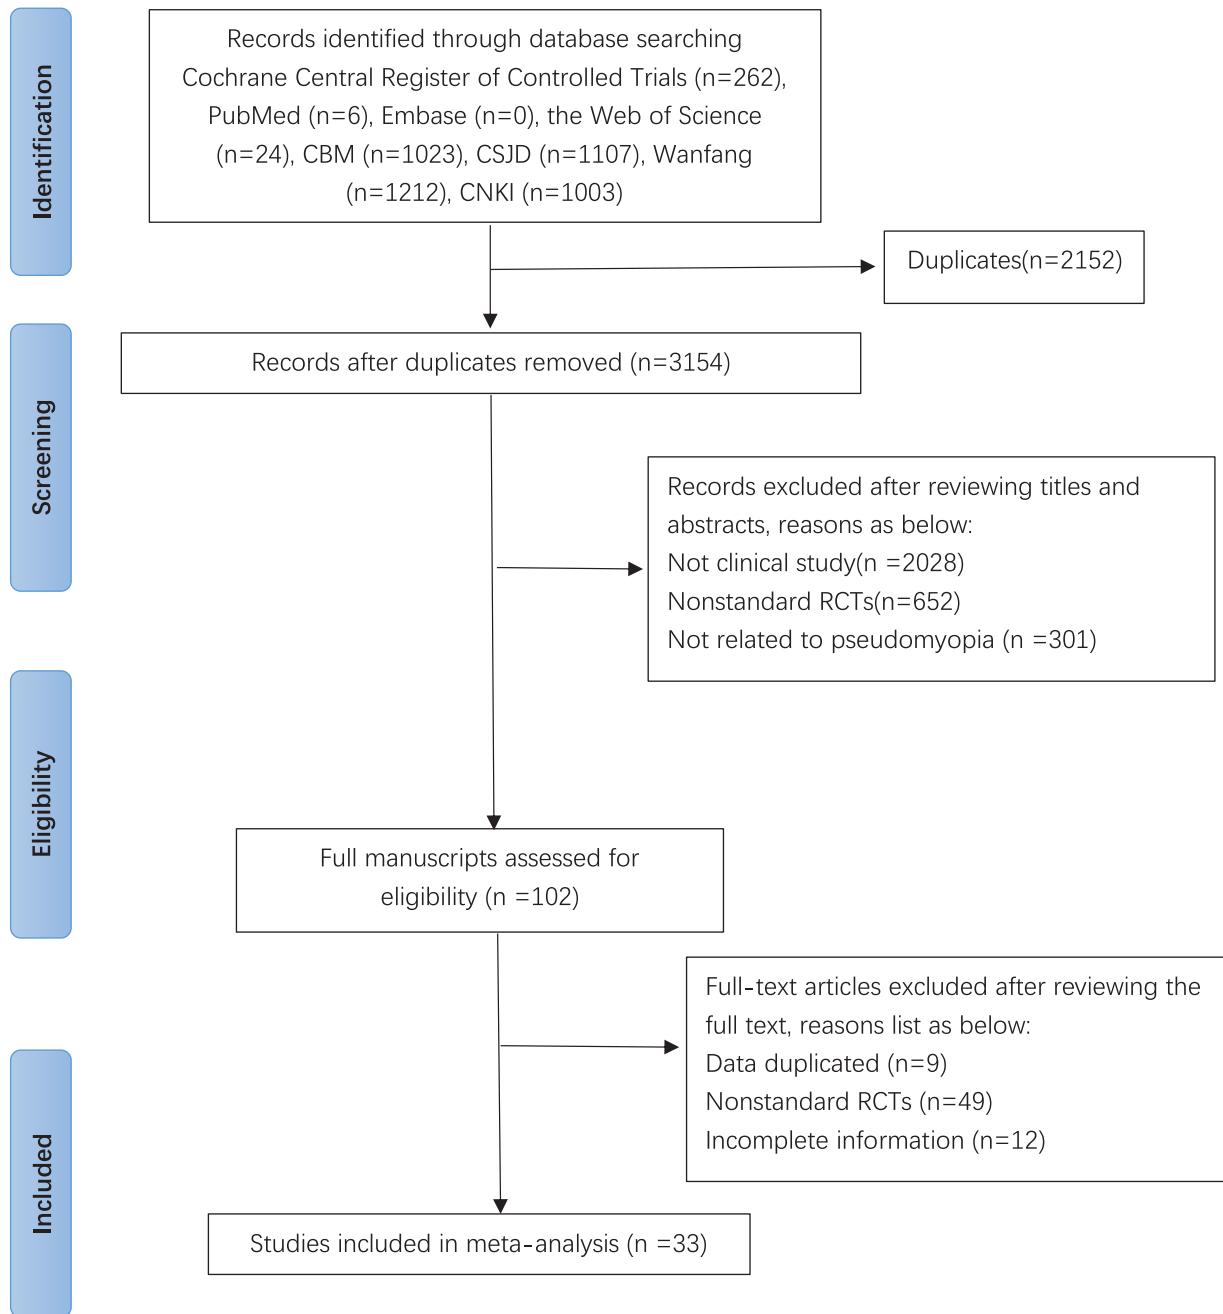 Identification
Records identified through database searching
Cochrane Central Register of Controlled Trials (n=262),
PubMed (n=6), Embase (n=0), the Web of Science
(n=24), CBM (n=1023), CSJD (n=1107), Wanfang
(n=1212), CNKI (n=1003)
Duplicates(n=2152)
Screening
Records after duplicates removed (n=3154)
Records excluded after reviewing titles and
abstracts, reasons as below:
Not clinical study(n =2028)
Nonstandard RCTs(n=652)
Not related to pseudomyopia (n =301)
Eligibility
Full manuscripts assessed for
eligibility (n =102)
Full-text articles excluded after reviewing the
full text, reasons list as below:
Data duplicated (n=9)
Nonstandard RCTs (n=49)
Incomplete information (n=12)
Included
Studies included in meta-analysis (n =33)